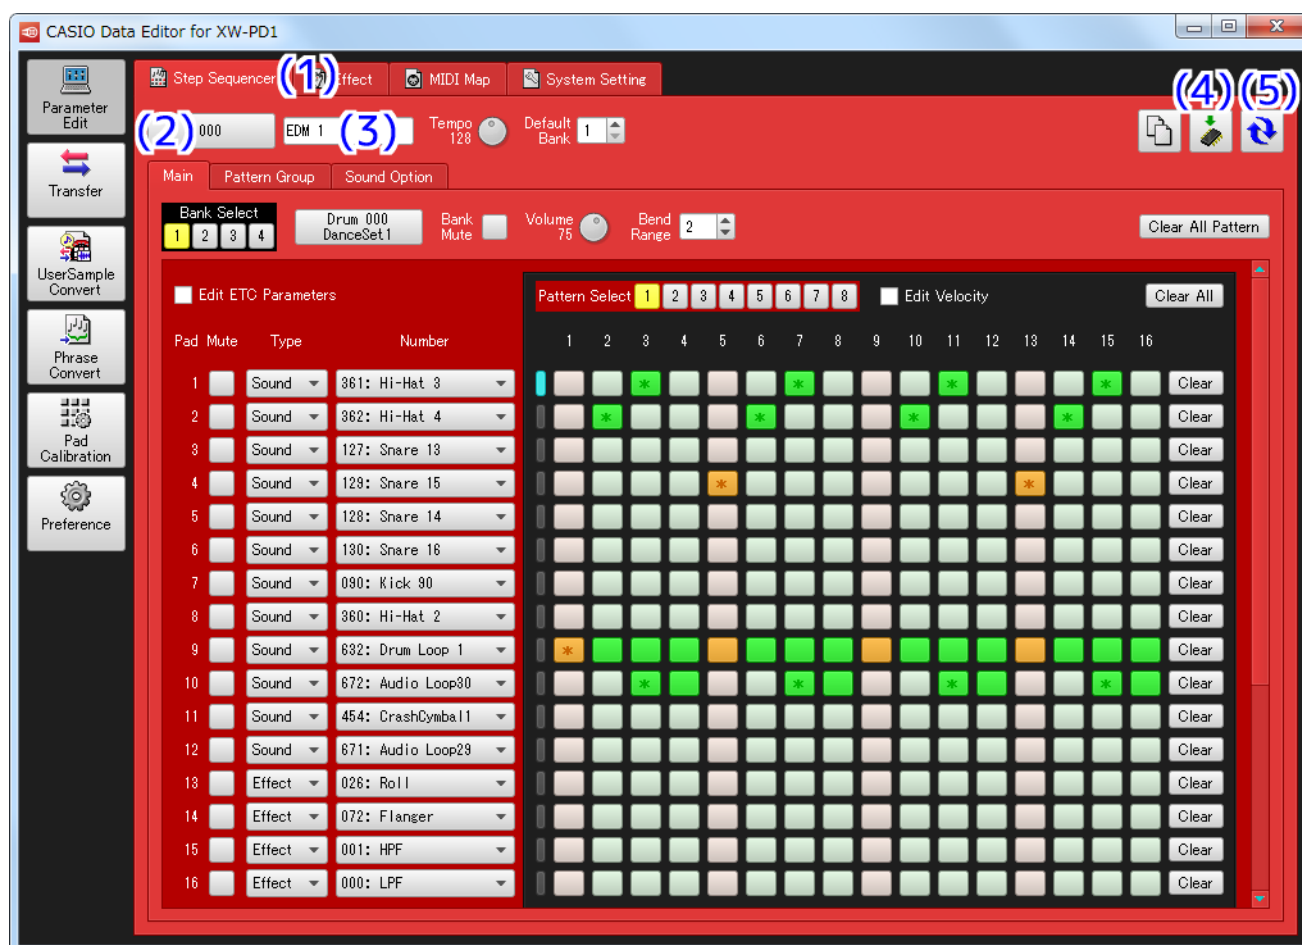 CASIO Data Editor for XW-PD1
Parameter
Edit
Transfer
UserSample
Convert
Phrase
Convert
Pad
Calibration
Preference
Step Sequencer (1) Effect MIDI Map System Setting
(4) (5)
(2) 000 EDM 1 (3) Tempo 128 Default Bank 1
Main Pattern Group Sound Option
Bank Select 1 2 3 4 Drum 000 DanceSet1 Bank Mute Volume 75 Bend Range 2 Clear All Pattern
Edit ETC Parameters Pattern Select 1 2 3 4 5 6 7 8 Edit Velocity Clear All
Pad Mute Type Number 1 2 3 4 5 6 7 8 9 10 11 12 13 14 15 16
1 Sound 361: Hi-Hat 3 * * * * Clear
2 Sound 362: Hi-Hat 4 * * * * Clear
3 Sound 127: Snare 13 Clear
4 Sound 129: Snare 15 * * Clear
5 Sound 128: Snare 14 Clear
6 Sound 130: Snare 16 Clear
7 Sound 090: Kick 90 Clear
8 Sound 360: Hi-Hat 2 Clear
9 Sound 632: Drum Loop 1 * Clear
10 Sound 672: Audio Loop30 * * * * Clear
11 Sound 454: CrashCymbal1 Clear
12 Sound 671: Audio Loop29 Clear
13 Effect 026: Roll Clear
14 Effect 072: Flanger Clear
15 Effect 001: HPF Clear
16 Effect 000: LPF Clear